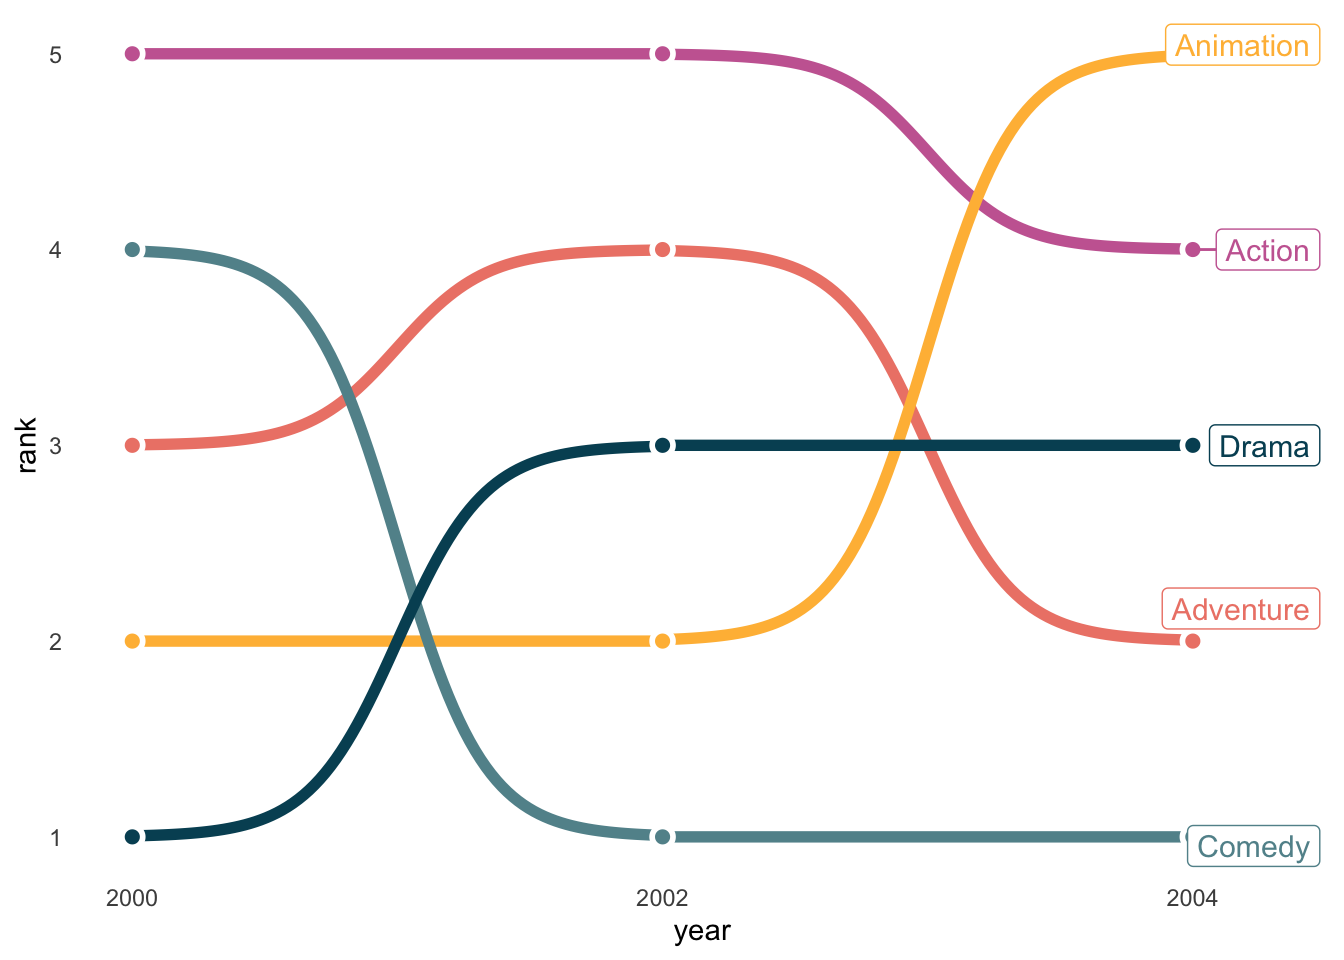 5
4
3
2
1
rank
Animation
Action
Drama
Adventure
Comedy
2000
2002
2004
year